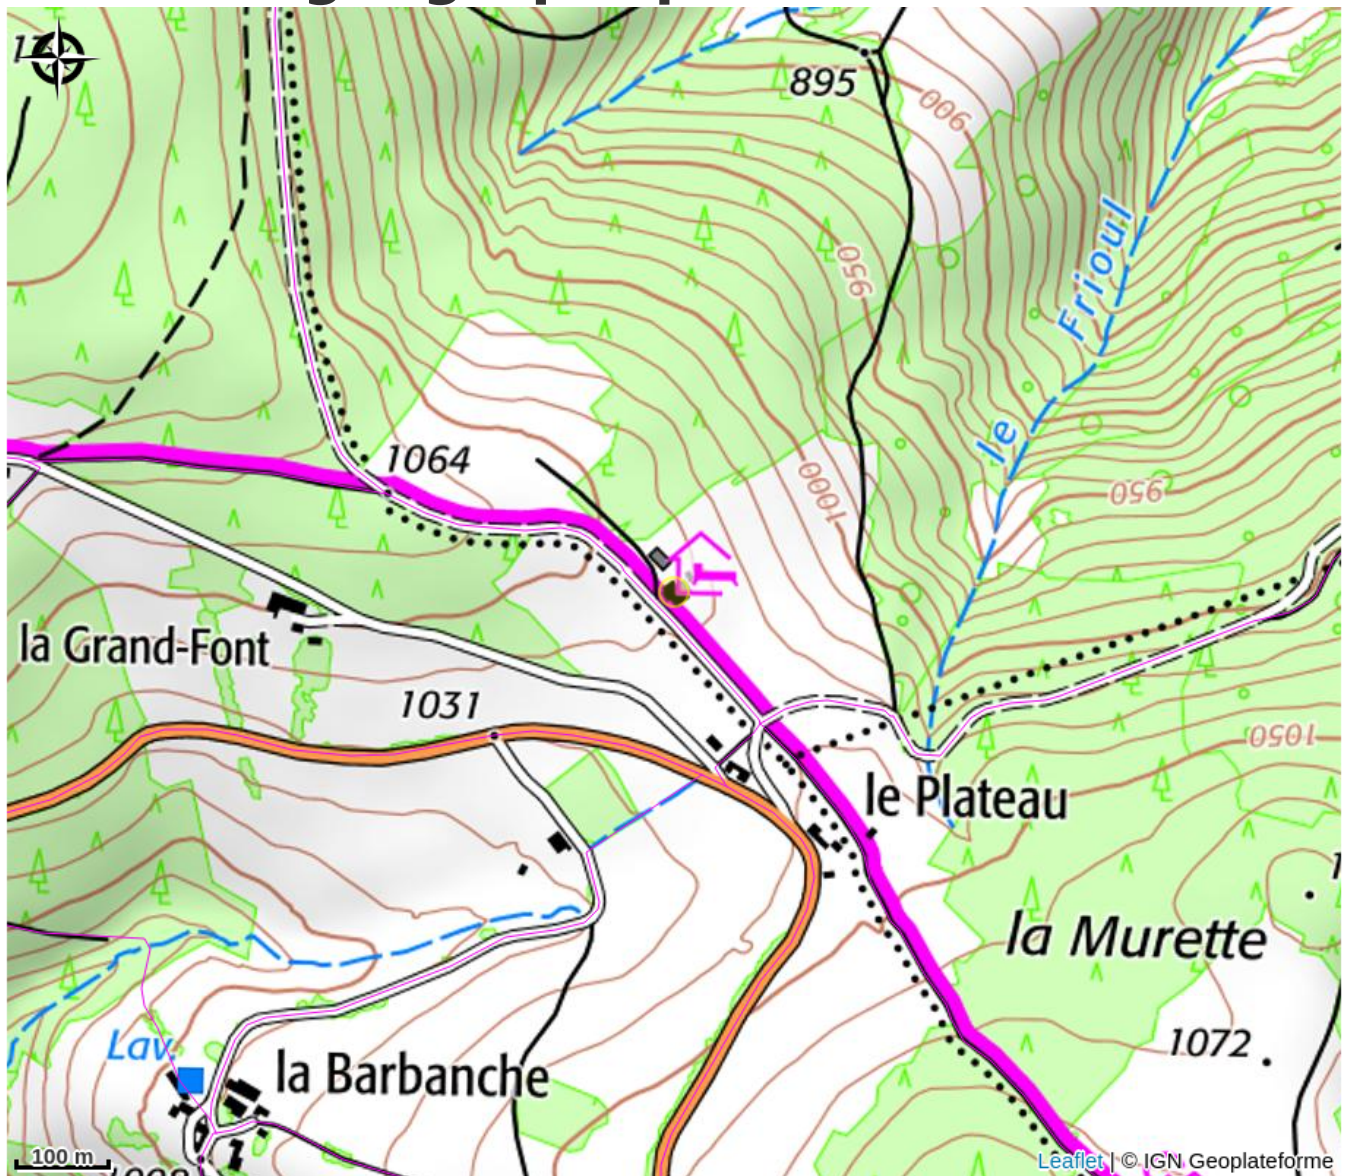 895
900
le Frioul
950
1064
1000
950
la Grand-Font
1031
1050
le Plateau
la Murette
1072
Lav.
la Barbanche
100 m
Leaflet | © IGN Geoplateforme